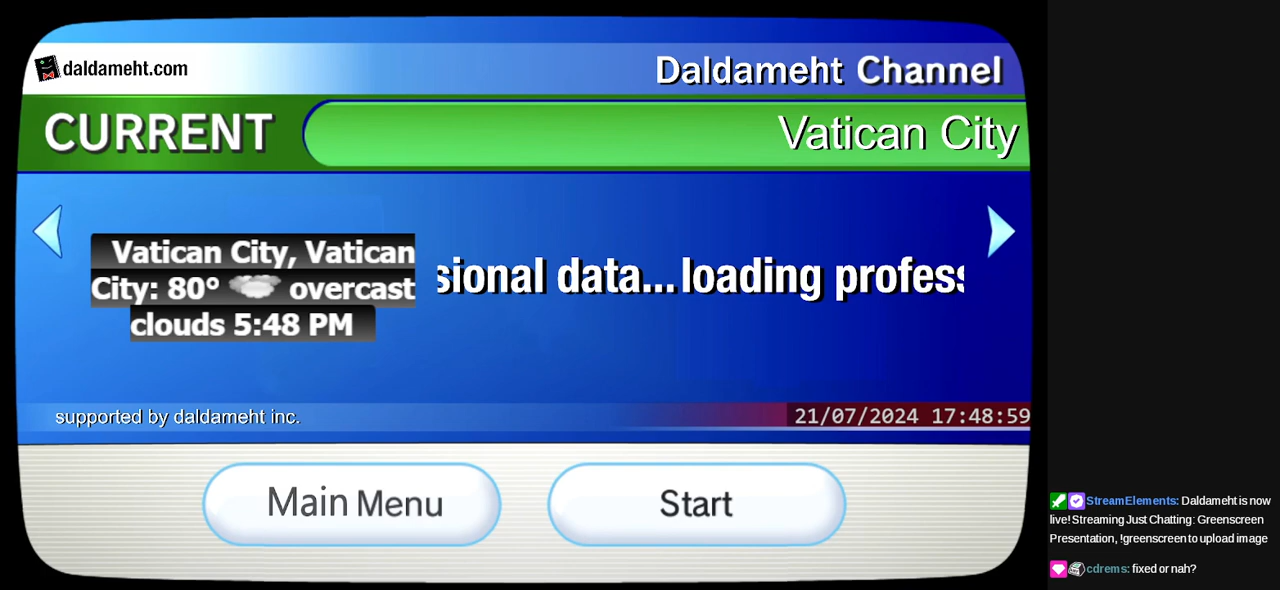 daldameht.com
Daldameht Channel
CURRENT
Vatican City
Vatican City, Vatican
City: 80° overcast
clouds 5:48 PM
sional data...loading profess
supported by daldameht inc.
21/07/2024 17:48:59
Main Menu
Start
StreamElements: Daldameht is now
live! Streaming Just Chatting: Greenscreen
Presentation, !greenscreen to upload image
cdrems: fixed or nah?